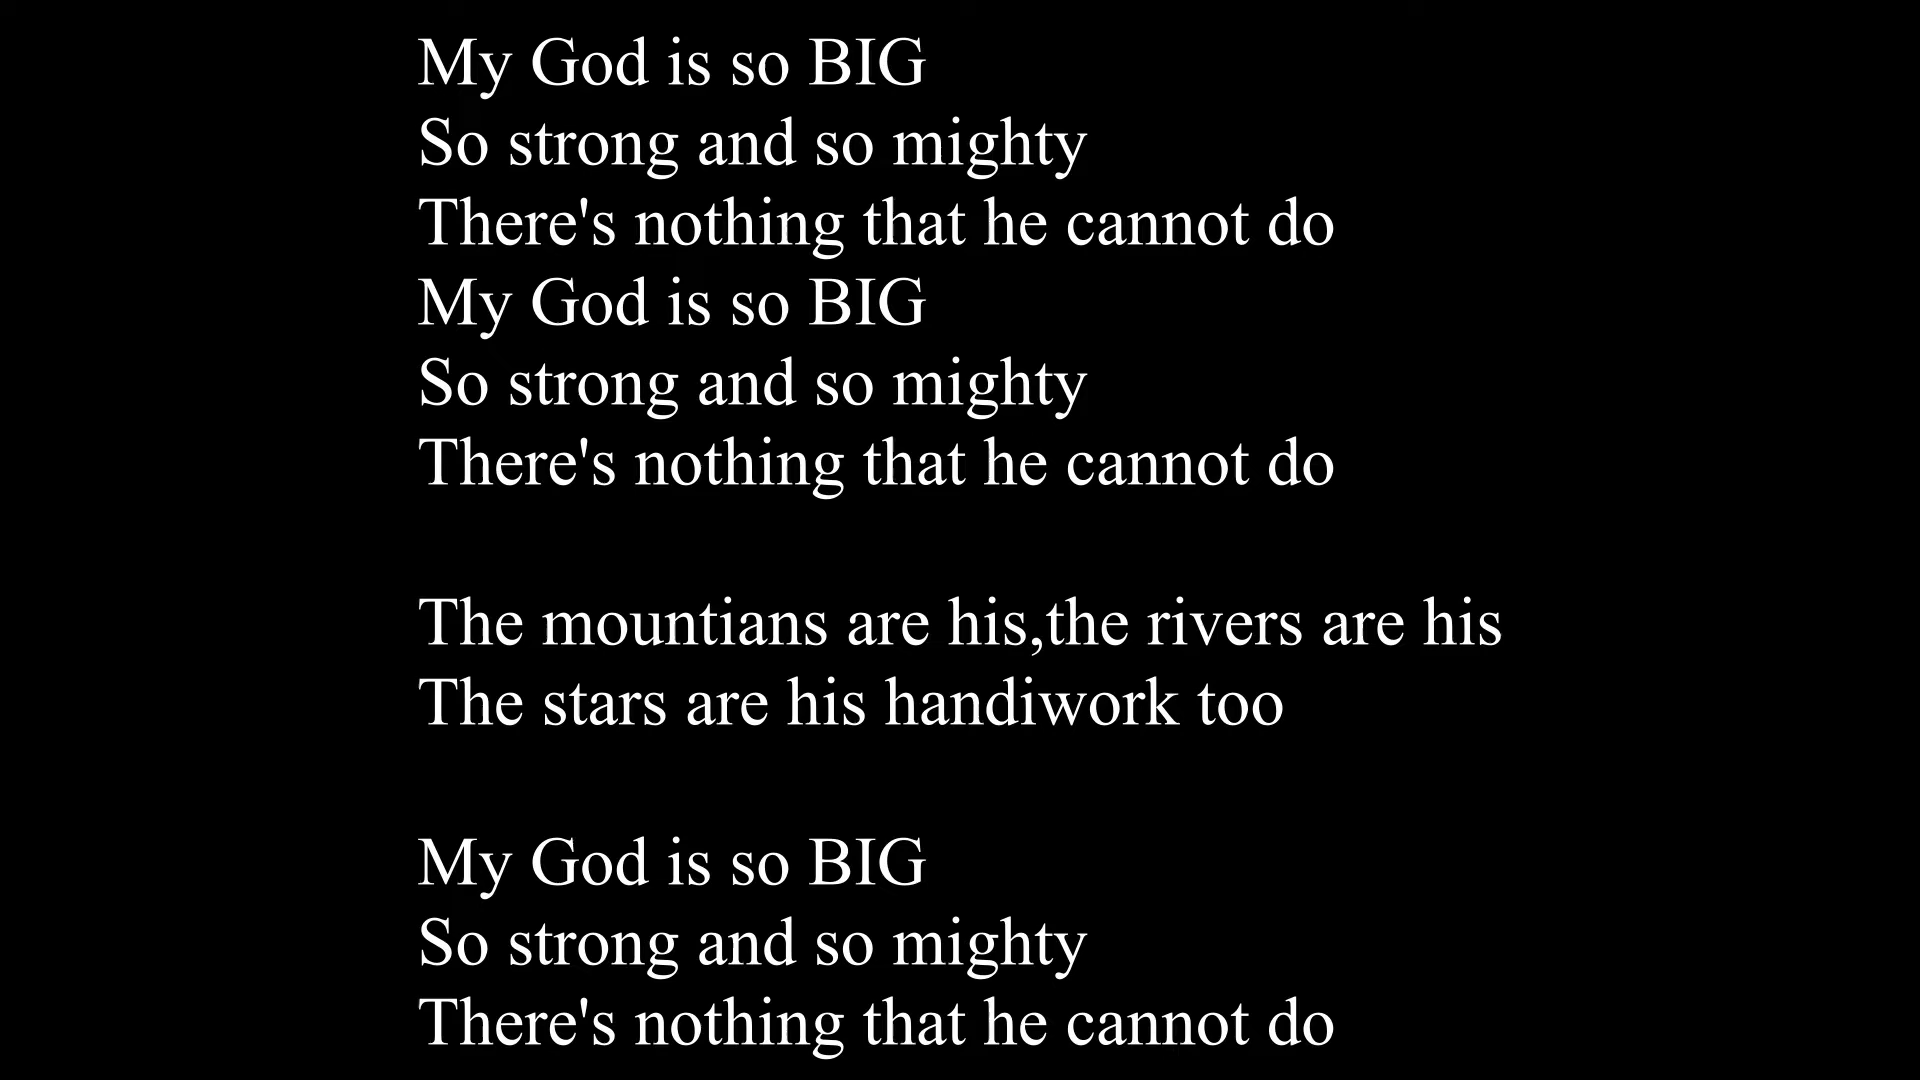 My God is so BIG
So strong and so mighty
There's nothing that he cannot do
My God is so BIG
So strong and so mighty
There's nothing that he cannot do
The mountians are his,the rivers are his
The stars are his handiwork too
My God is so BIG
So strong and so mighty
There's nothing that he cannot do